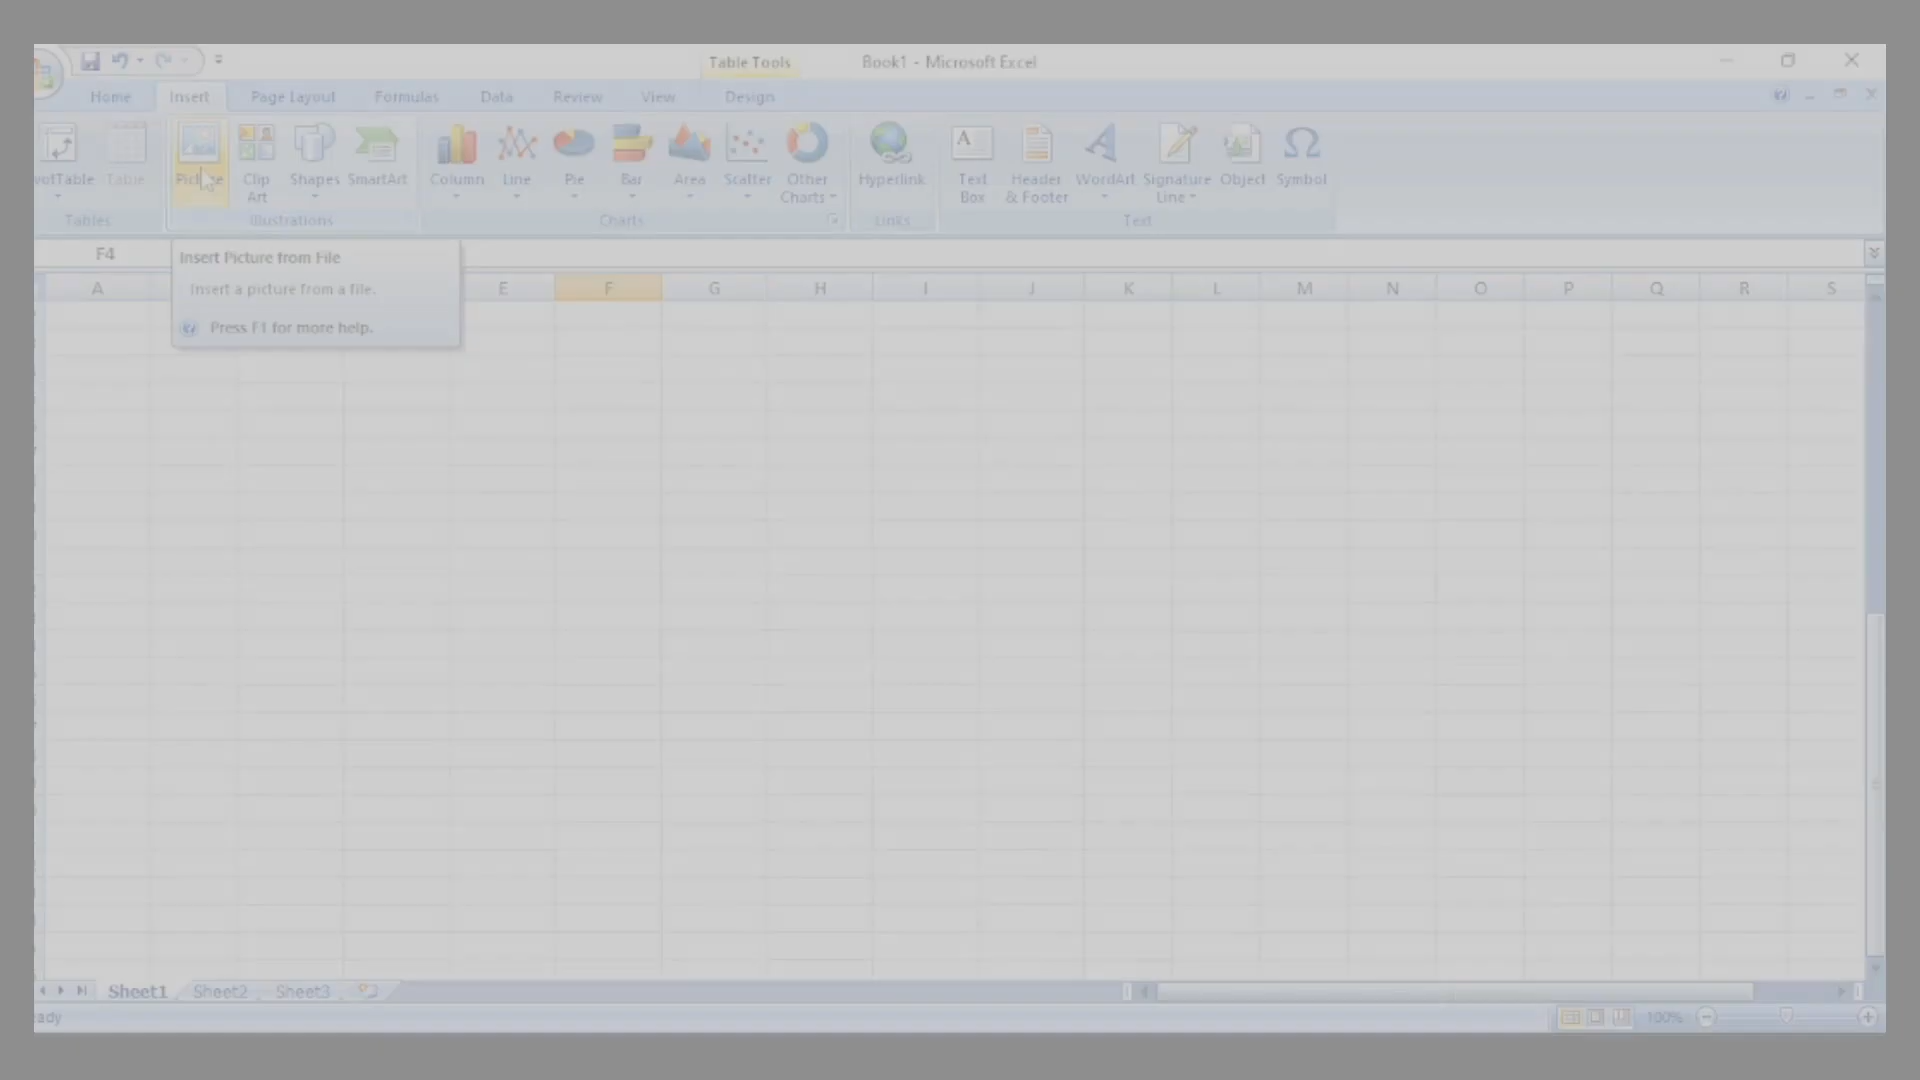 Table Tools
Book1 - Microsoft Excel
Home Insert Page Layout Formulas Data Review View Design
Table
Clip Art
Shapes
SmartArt
Column
Line
Pie
Bar
Area
Scatter
Other Charts
Hyperlink
Text Box
Header & Footer
WordArt
Signature Line
Object
Symbol
Tables Illustrations Charts Links Text
F4
Insert Picture from File
Insert a picture from a file.
Press F1 for more help.
A E F G H I J K L M N O P Q R S
Sheet1 Sheet2 Sheet3
100%